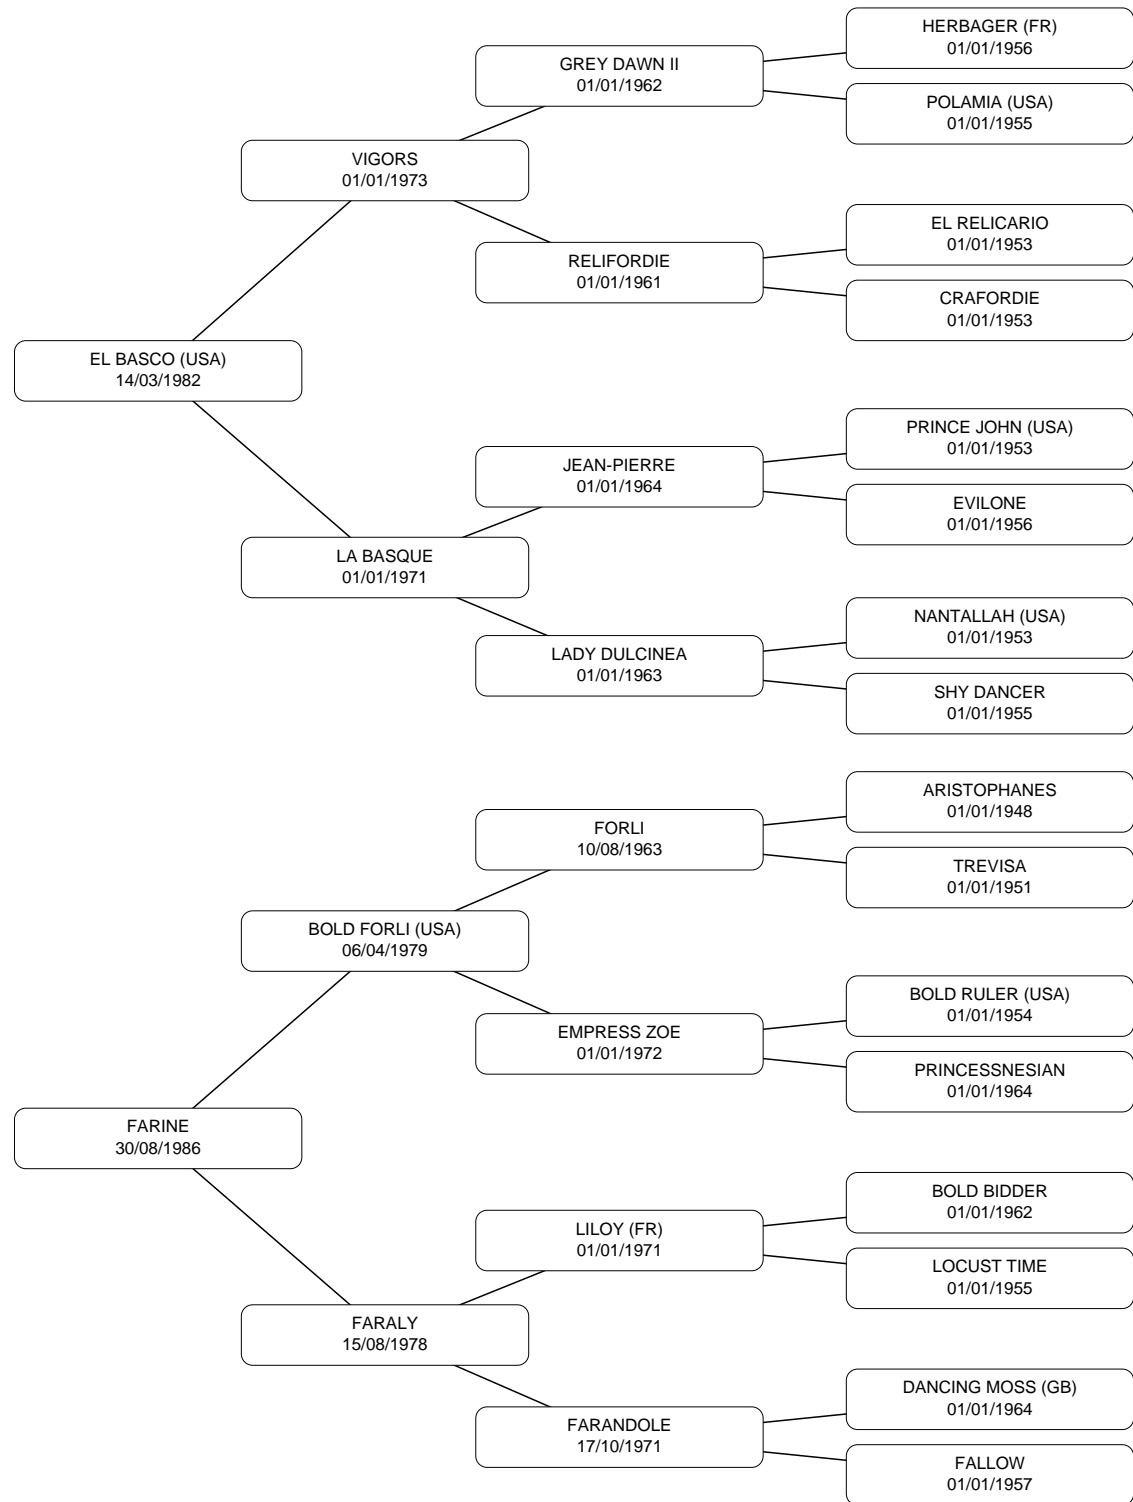 HERBAGER (FR)
01/01/1956
GREY DAWN II
01/01/1962
POLAMIA (USA)
01/01/1955
VIGORS
01/01/1973
EL RELICARIO
01/01/1953
RELIFORDIE
01/01/1961
CRAFORDIE
01/01/1953
EL BASCO (USA)
14/03/1982
PRINCE JOHN (USA)
01/01/1953
JEAN-PIERRE
01/01/1964
EVILONE
01/01/1956
LA BASQUE
01/01/1971
NANTALLAH (USA)
01/01/1953
LADY DULCINEA
01/01/1963
SHY DANCER
01/01/1955
ARISTOPHANES
01/01/1948
FORLI
10/08/1963
TREVISA
01/01/1951
BOLD FORLI (USA)
06/04/1979
BOLD RULER (USA)
01/01/1954
EMPRESS ZOE
01/01/1972
PRINCESSNESIAN
01/01/1964
FARINE
30/08/1986
BOLD BIDDER
01/01/1962
LILOY (FR)
01/01/1971
LOCUST TIME
01/01/1955
FARALY
15/08/1978
DANCING MOSS (GB)
01/01/1964
FARANDOLE
17/10/1971
FALLOW
01/01/1957